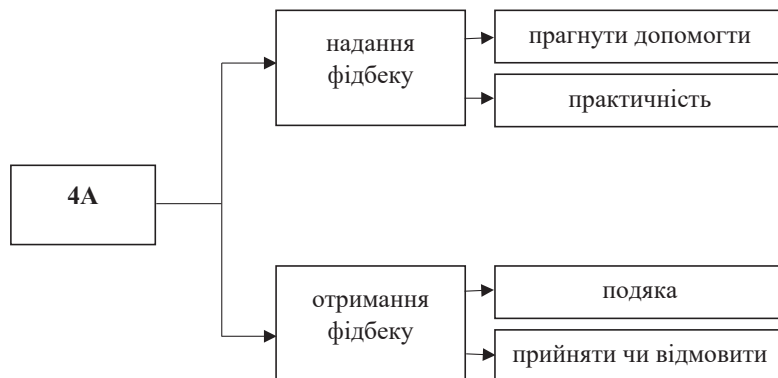 4А
надання
фідбеку
прагнути допомогти
практичність
отримання
фідбеку
подяка
прийняти чи відмовити